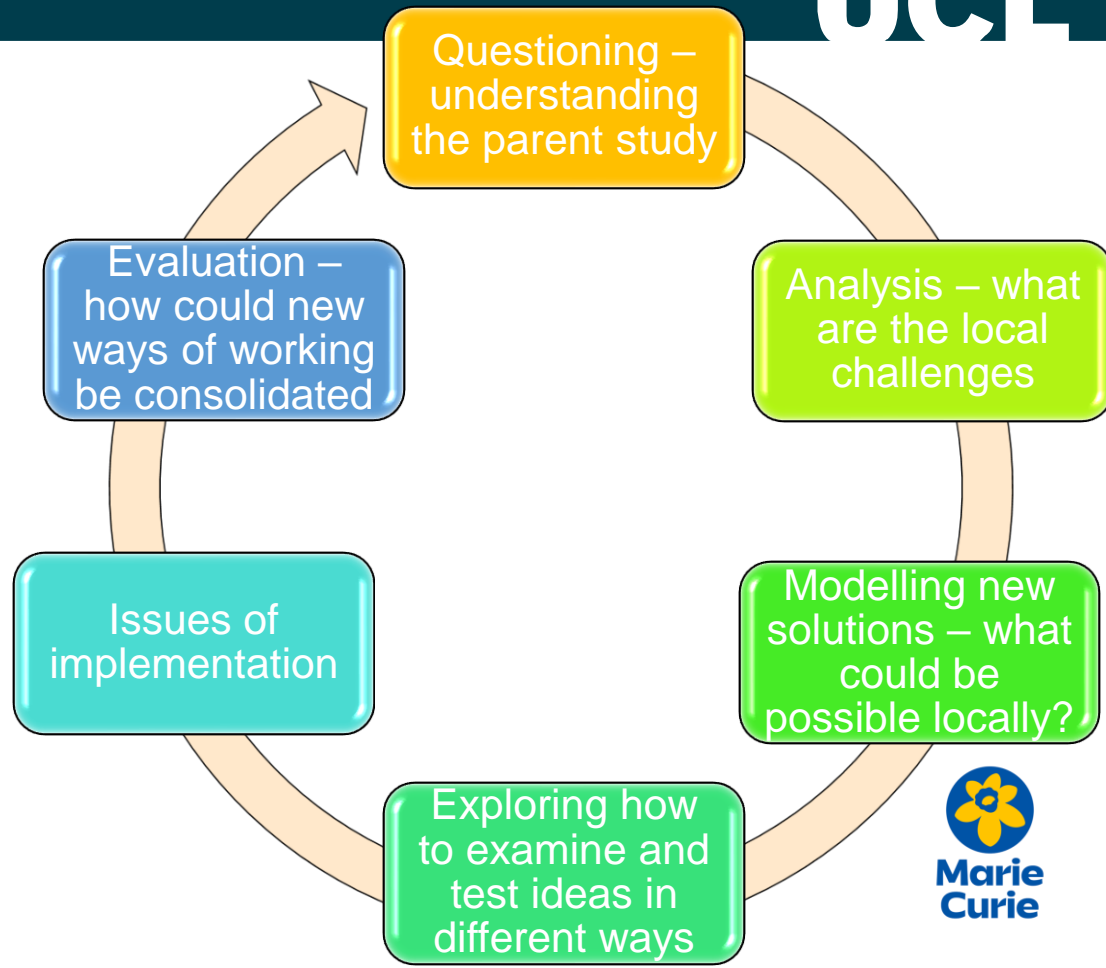 UCL
Questioning –
understanding
the parent study
Analysis – what
are the local
challenges
Modelling new
solutions – what
could be
possible locally?
Exploring how
to examine and
test ideas in
different ways
Issues of
implementation
Evaluation –
how could new
ways of working
be consolidated
Marie
Curie